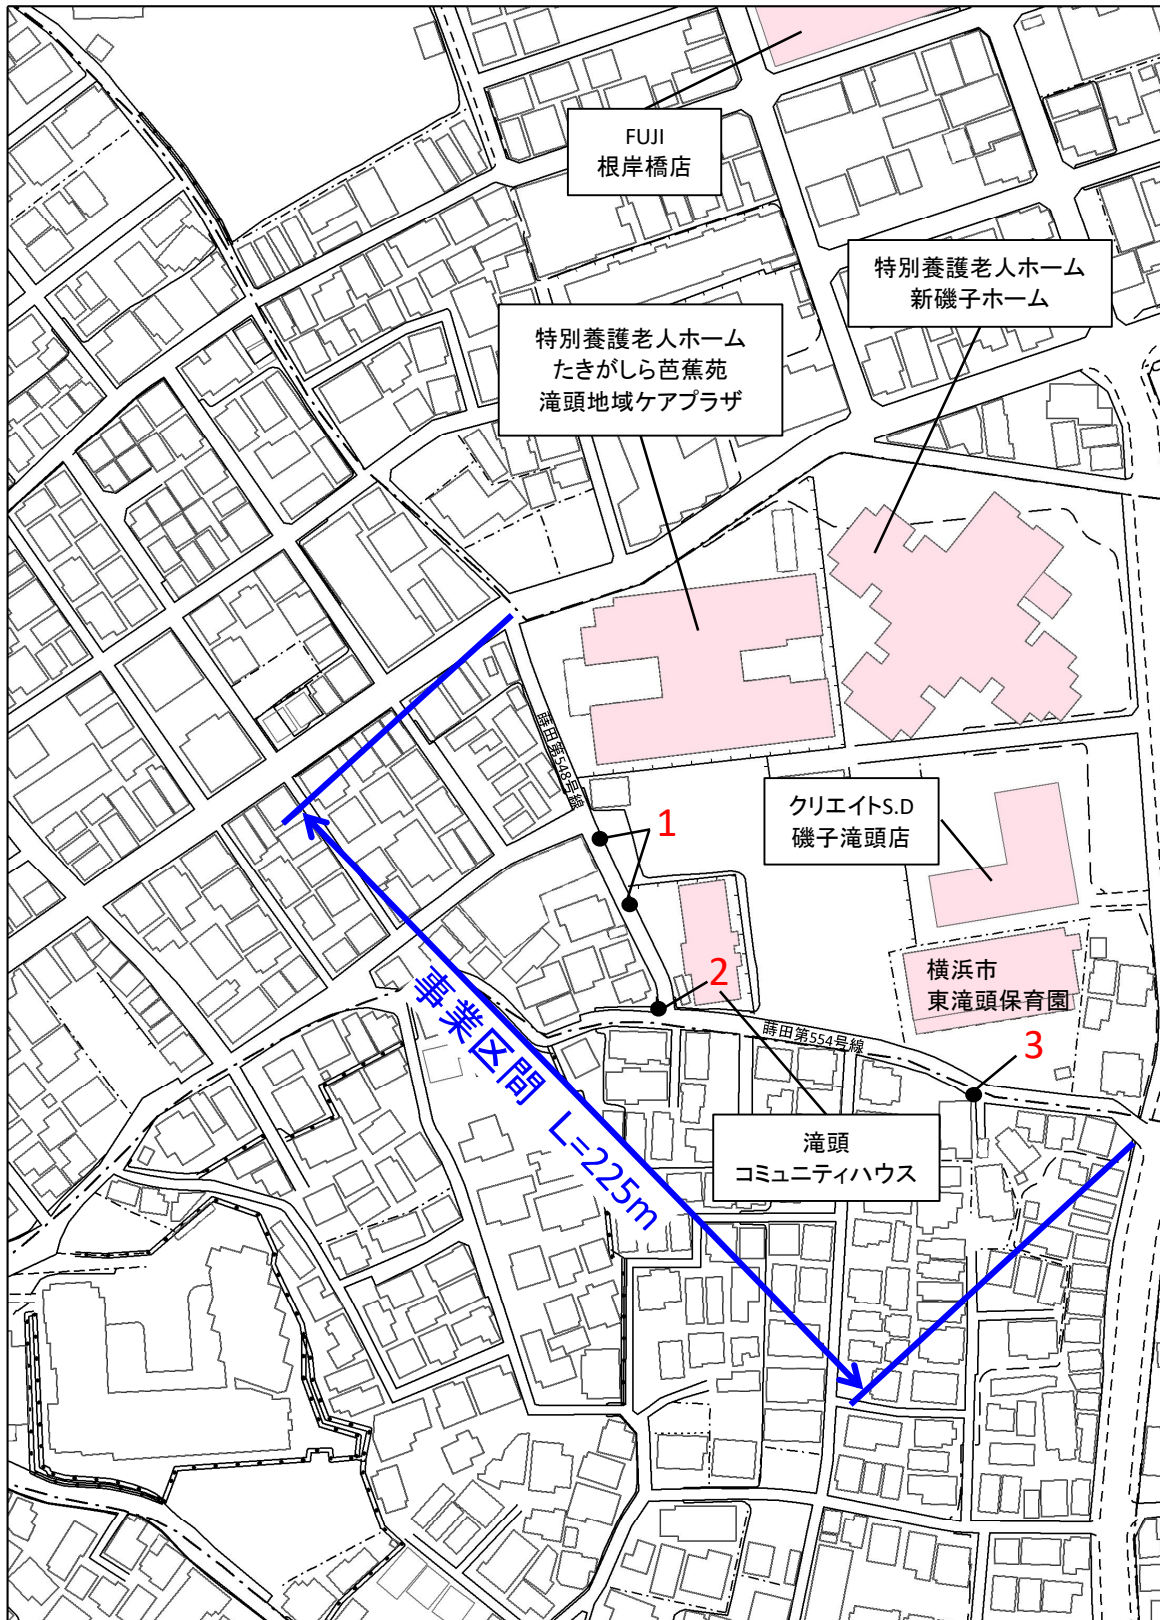 FUJI
根岸橋店
特別養護老人ホーム
新磯子ホーム
特別養護老人ホーム
たきがしら芭蕉苑
滝頭地域ケアプラザ
蒔田第548号線
クリエイトS.D
磯子滝頭店
1
2
横浜市
東滝頭保育園
蒔田第554号線
3
事業区間 L=225m
滝頭
コミュニティハウス